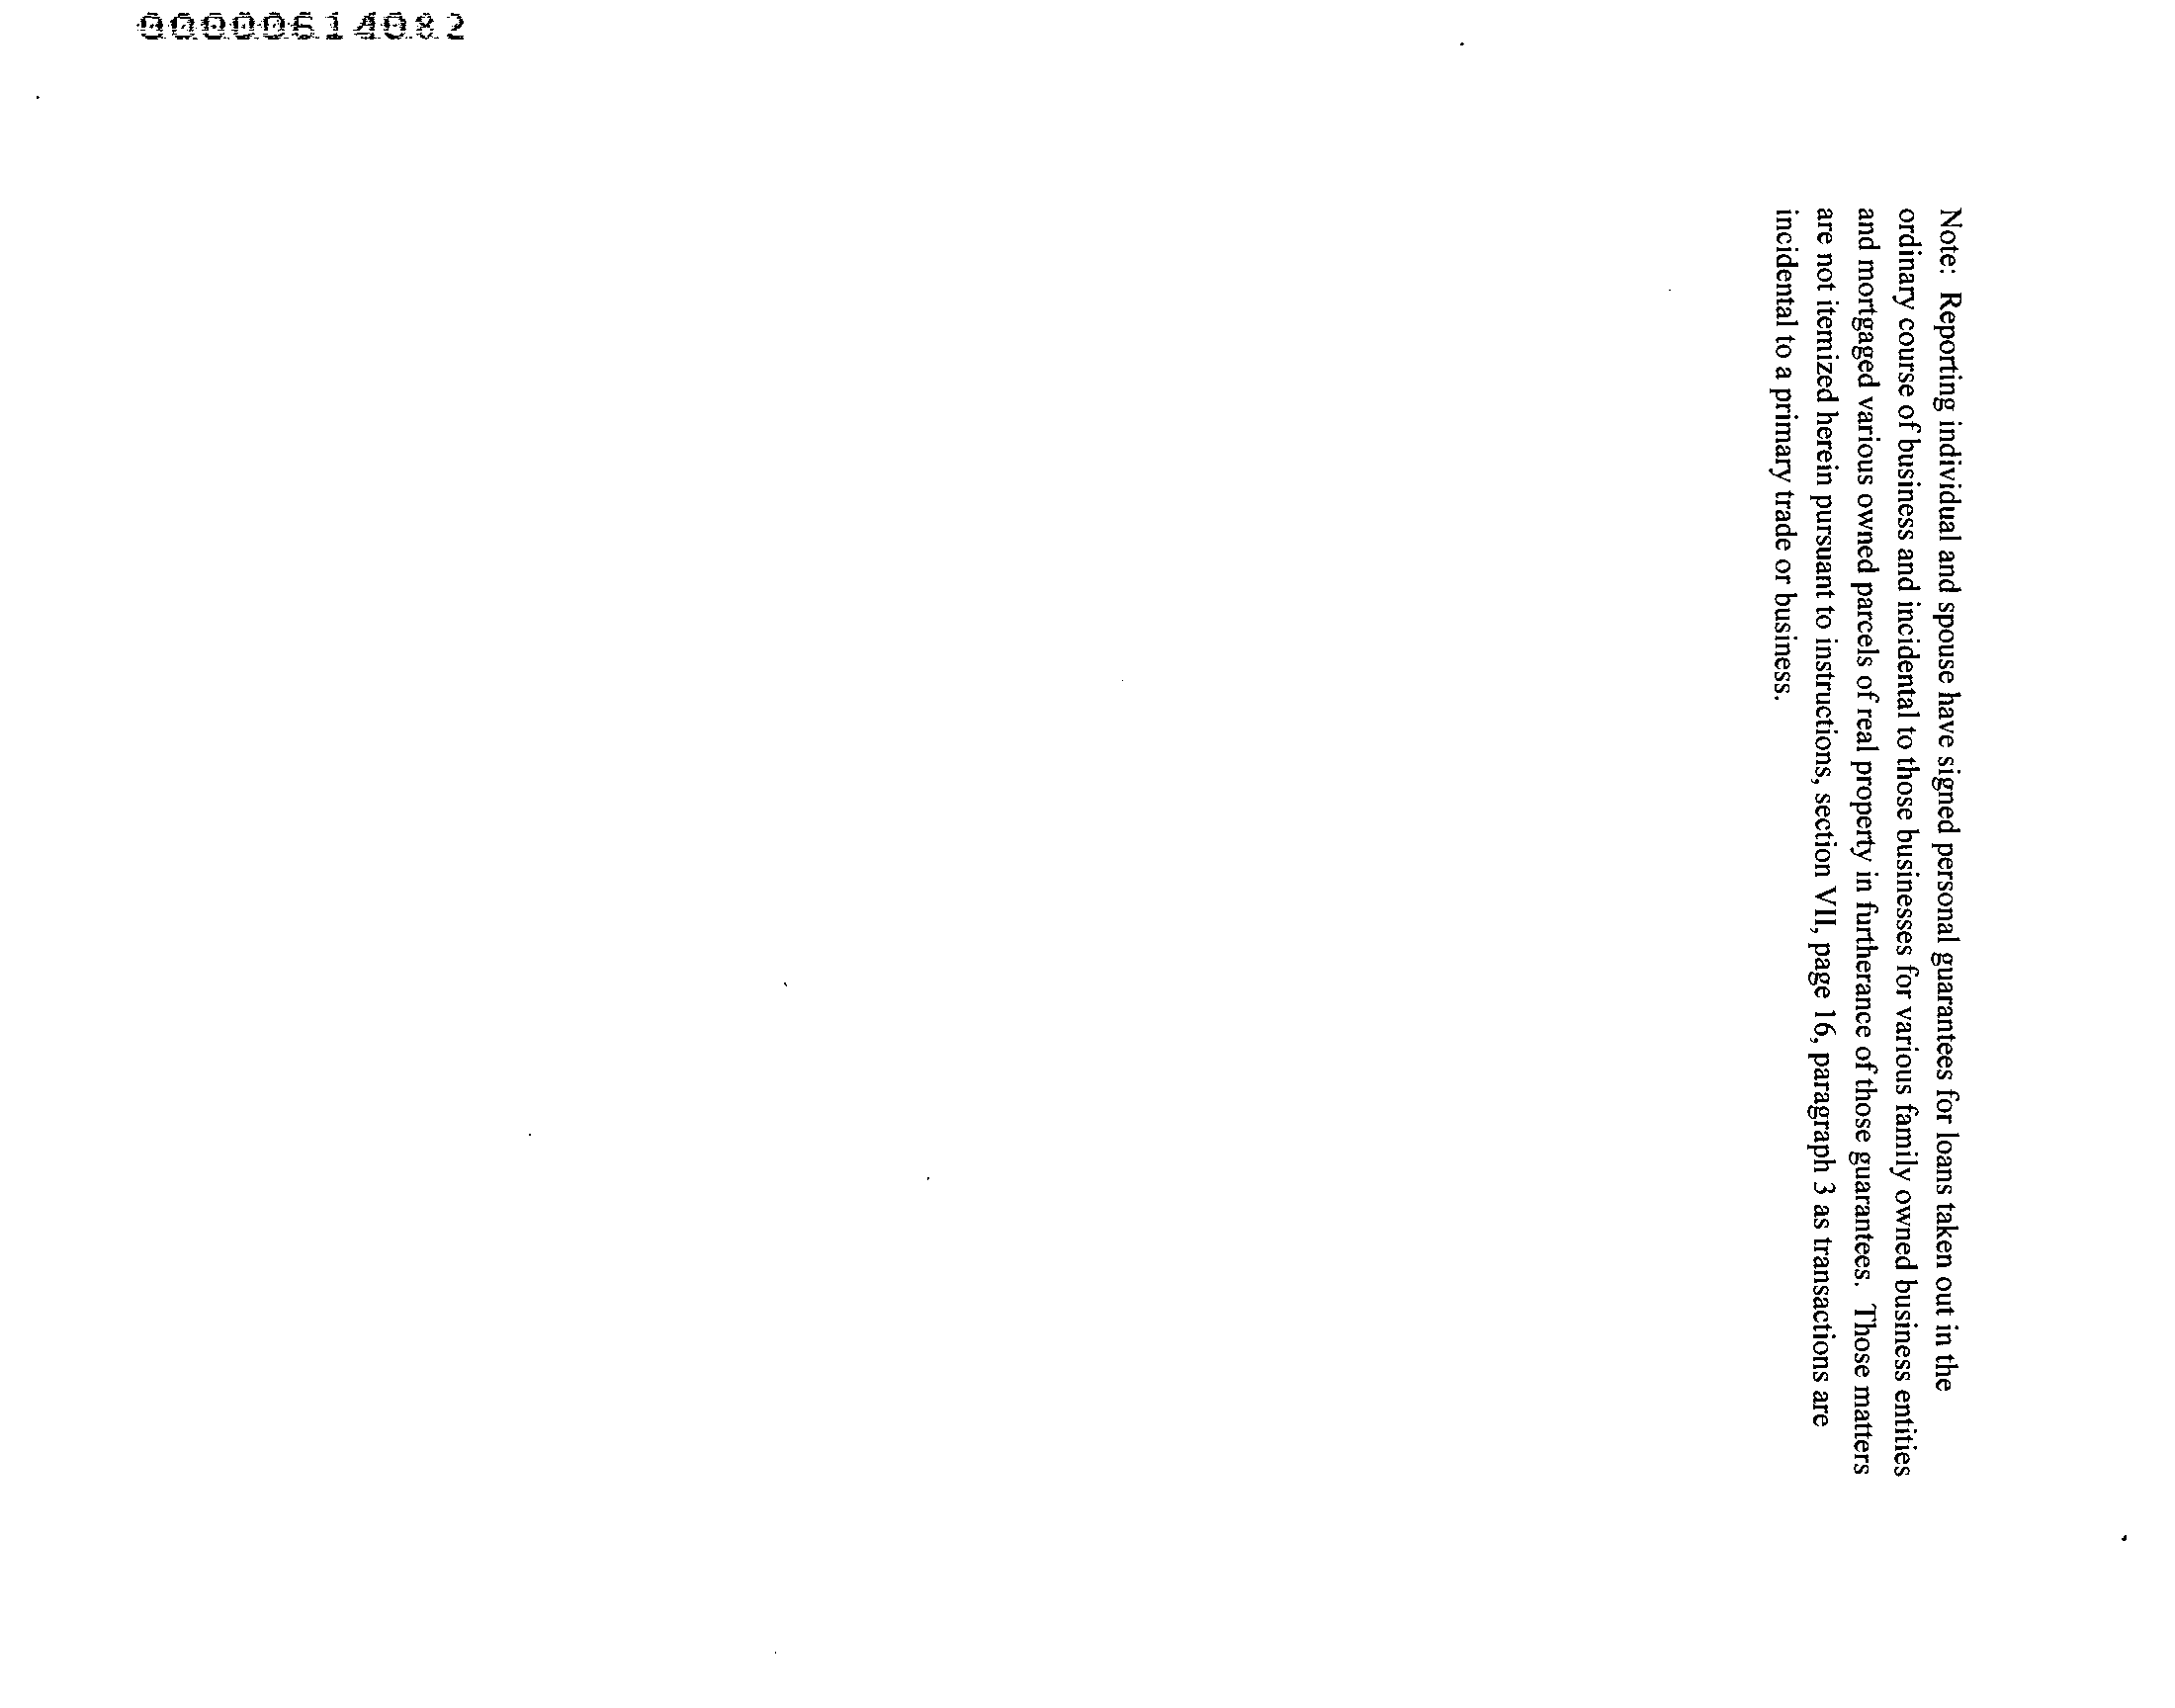 00000614082
Note: Reporting individual and spouse have signed personal guarantees for loans taken out in the
ordinary course of business and incidental to those businesses for various family owned business entities
and mortgaged various owned parcels of real property in furtherance of those guarantees. Those matters
are not itemized herein pursuant to instructions, section VII, page 16, paragraph 3 as transactions are
incidental to a primary trade or business.